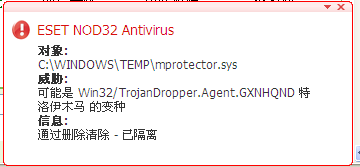 ESET NOD32 Antivirus
对象:
C:\WINDOWS\TEMP\mprotector.sys
威胁:
可能是 Win32/TrojanDropper.Agent.GXNHQND 特
洛伊木马 的变种
信息:
通过删除清除 - 已隔离